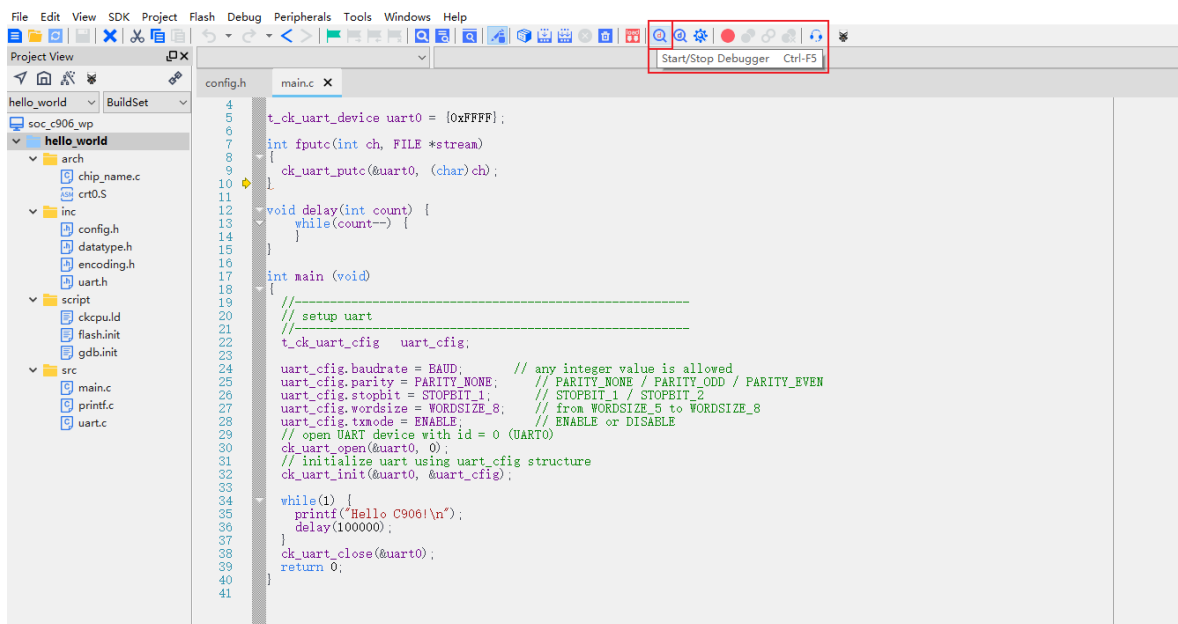 File Edit View SDK Project Flash Debug Peripherals Tools Windows Help
Project View
Start/Stop Debugger Ctrl-F5
config.h main.c
hello_world BuildSet
soc_c906_wp
hello_world
arch
chip_name.c
crt0.S
inc
config.h
datatype.h
encoding.h
uart.h
script
ckcpu.ld
flash.init
gdb.init
src
main.c
printf.c
uart.c
4
5 t_ck_uart_device uart0 = {0xFFFF};
6
7 int fputc(int ch, FILE *stream)
8 {
9 ck_uart_putc(&uart0, (char)ch);
10 }
11
12 void delay(int count) {
13 while(count--) {
14 }
15 }
16
17 int main (void)
18 {
19 //--------------------------------------------------------
20 // setup uart
21 //--------------------------------------------------------
22 t_ck_uart_cfig uart_cfig;
23
24 uart_cfig.baudrate = BAUD; // any integer value is allowed
25 uart_cfig.parity = PARITY_NONE; // PARITY_NONE / PARITY_ODD / PARITY_EVEN
26 uart_cfig.stopbit = STOPBIT_1; // STOPBIT_1 / STOPBIT_2
27 uart_cfig.wordsize = WORDSIZE_8; // from WORDSIZE_5 to WORDSIZE_8
28 uart_cfig.txmode = ENABLE; // ENABLE or DISABLE
29 // open UART device with id = 0 (UART0)
30 ck_uart_open(&uart0, 0);
31 // initialize uart using uart_cfig structure
32 ck_uart_init(&uart0, &uart_cfig);
33
34 while(1) {
35 printf("Hello C906!\n");
36 delay(100000);
37 }
38 ck_uart_close(&uart0);
39 return 0;
40 }
41